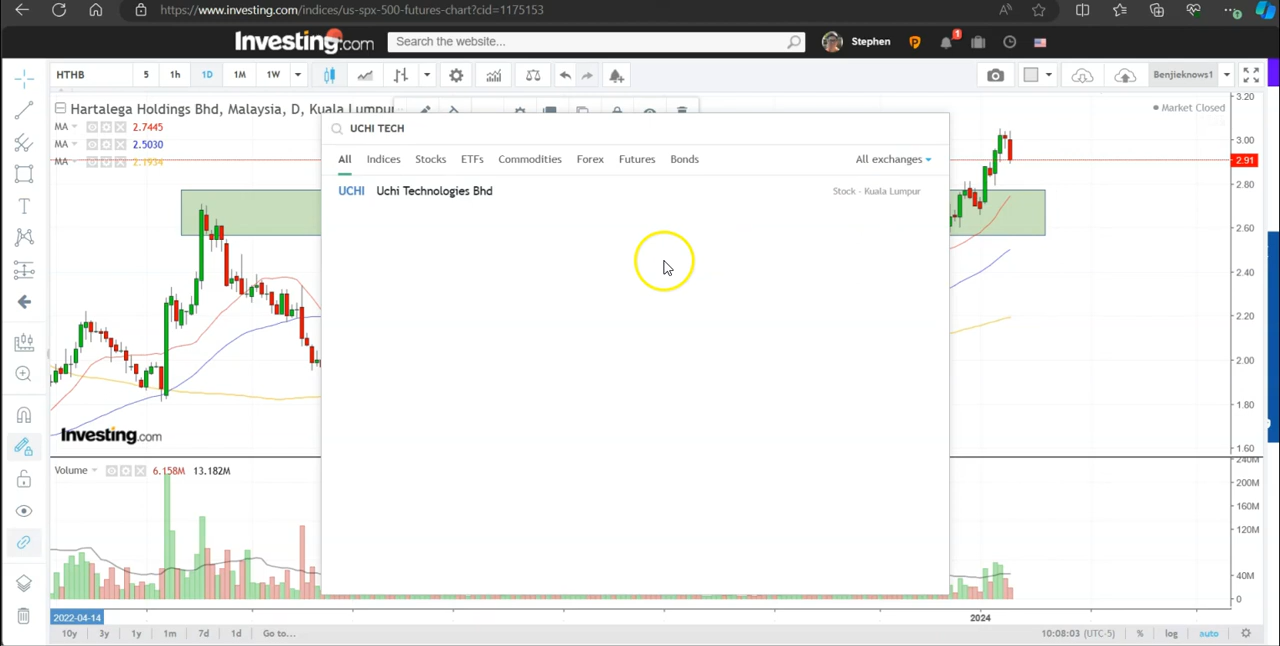 https://www.investing.com/indices/us-spx-500-futures-chart?cid=1175153
Investing.com
Search the website...
Stephen
1
HTHB
5
1h
1D
1M
1W
Benjieknows1
Hartalega Holdings Bhd, Malaysia, D, Kuala Lumpur
Market Closed
MA
2.7445
MA
2.5030
MA
2.1934
UCHI TECH
All
Indices
Stocks
ETFs
Commodities
Forex
Futures
Bonds
All exchanges
UCHI
Uchi Technologies Bhd
Stock - Kuala Lumpur
3.20
3.00
2.91
2.80
2.60
2.40
2.20
2.00
1.80
1.60
Investing.com
Volume
6.158M
13.182M
240M
200M
160M
120M
40M
0
2022-04-14
2024
10y
3y
1y
1m
7d
1d
Go to...
10:08:03 (UTC-5)
%
log
auto